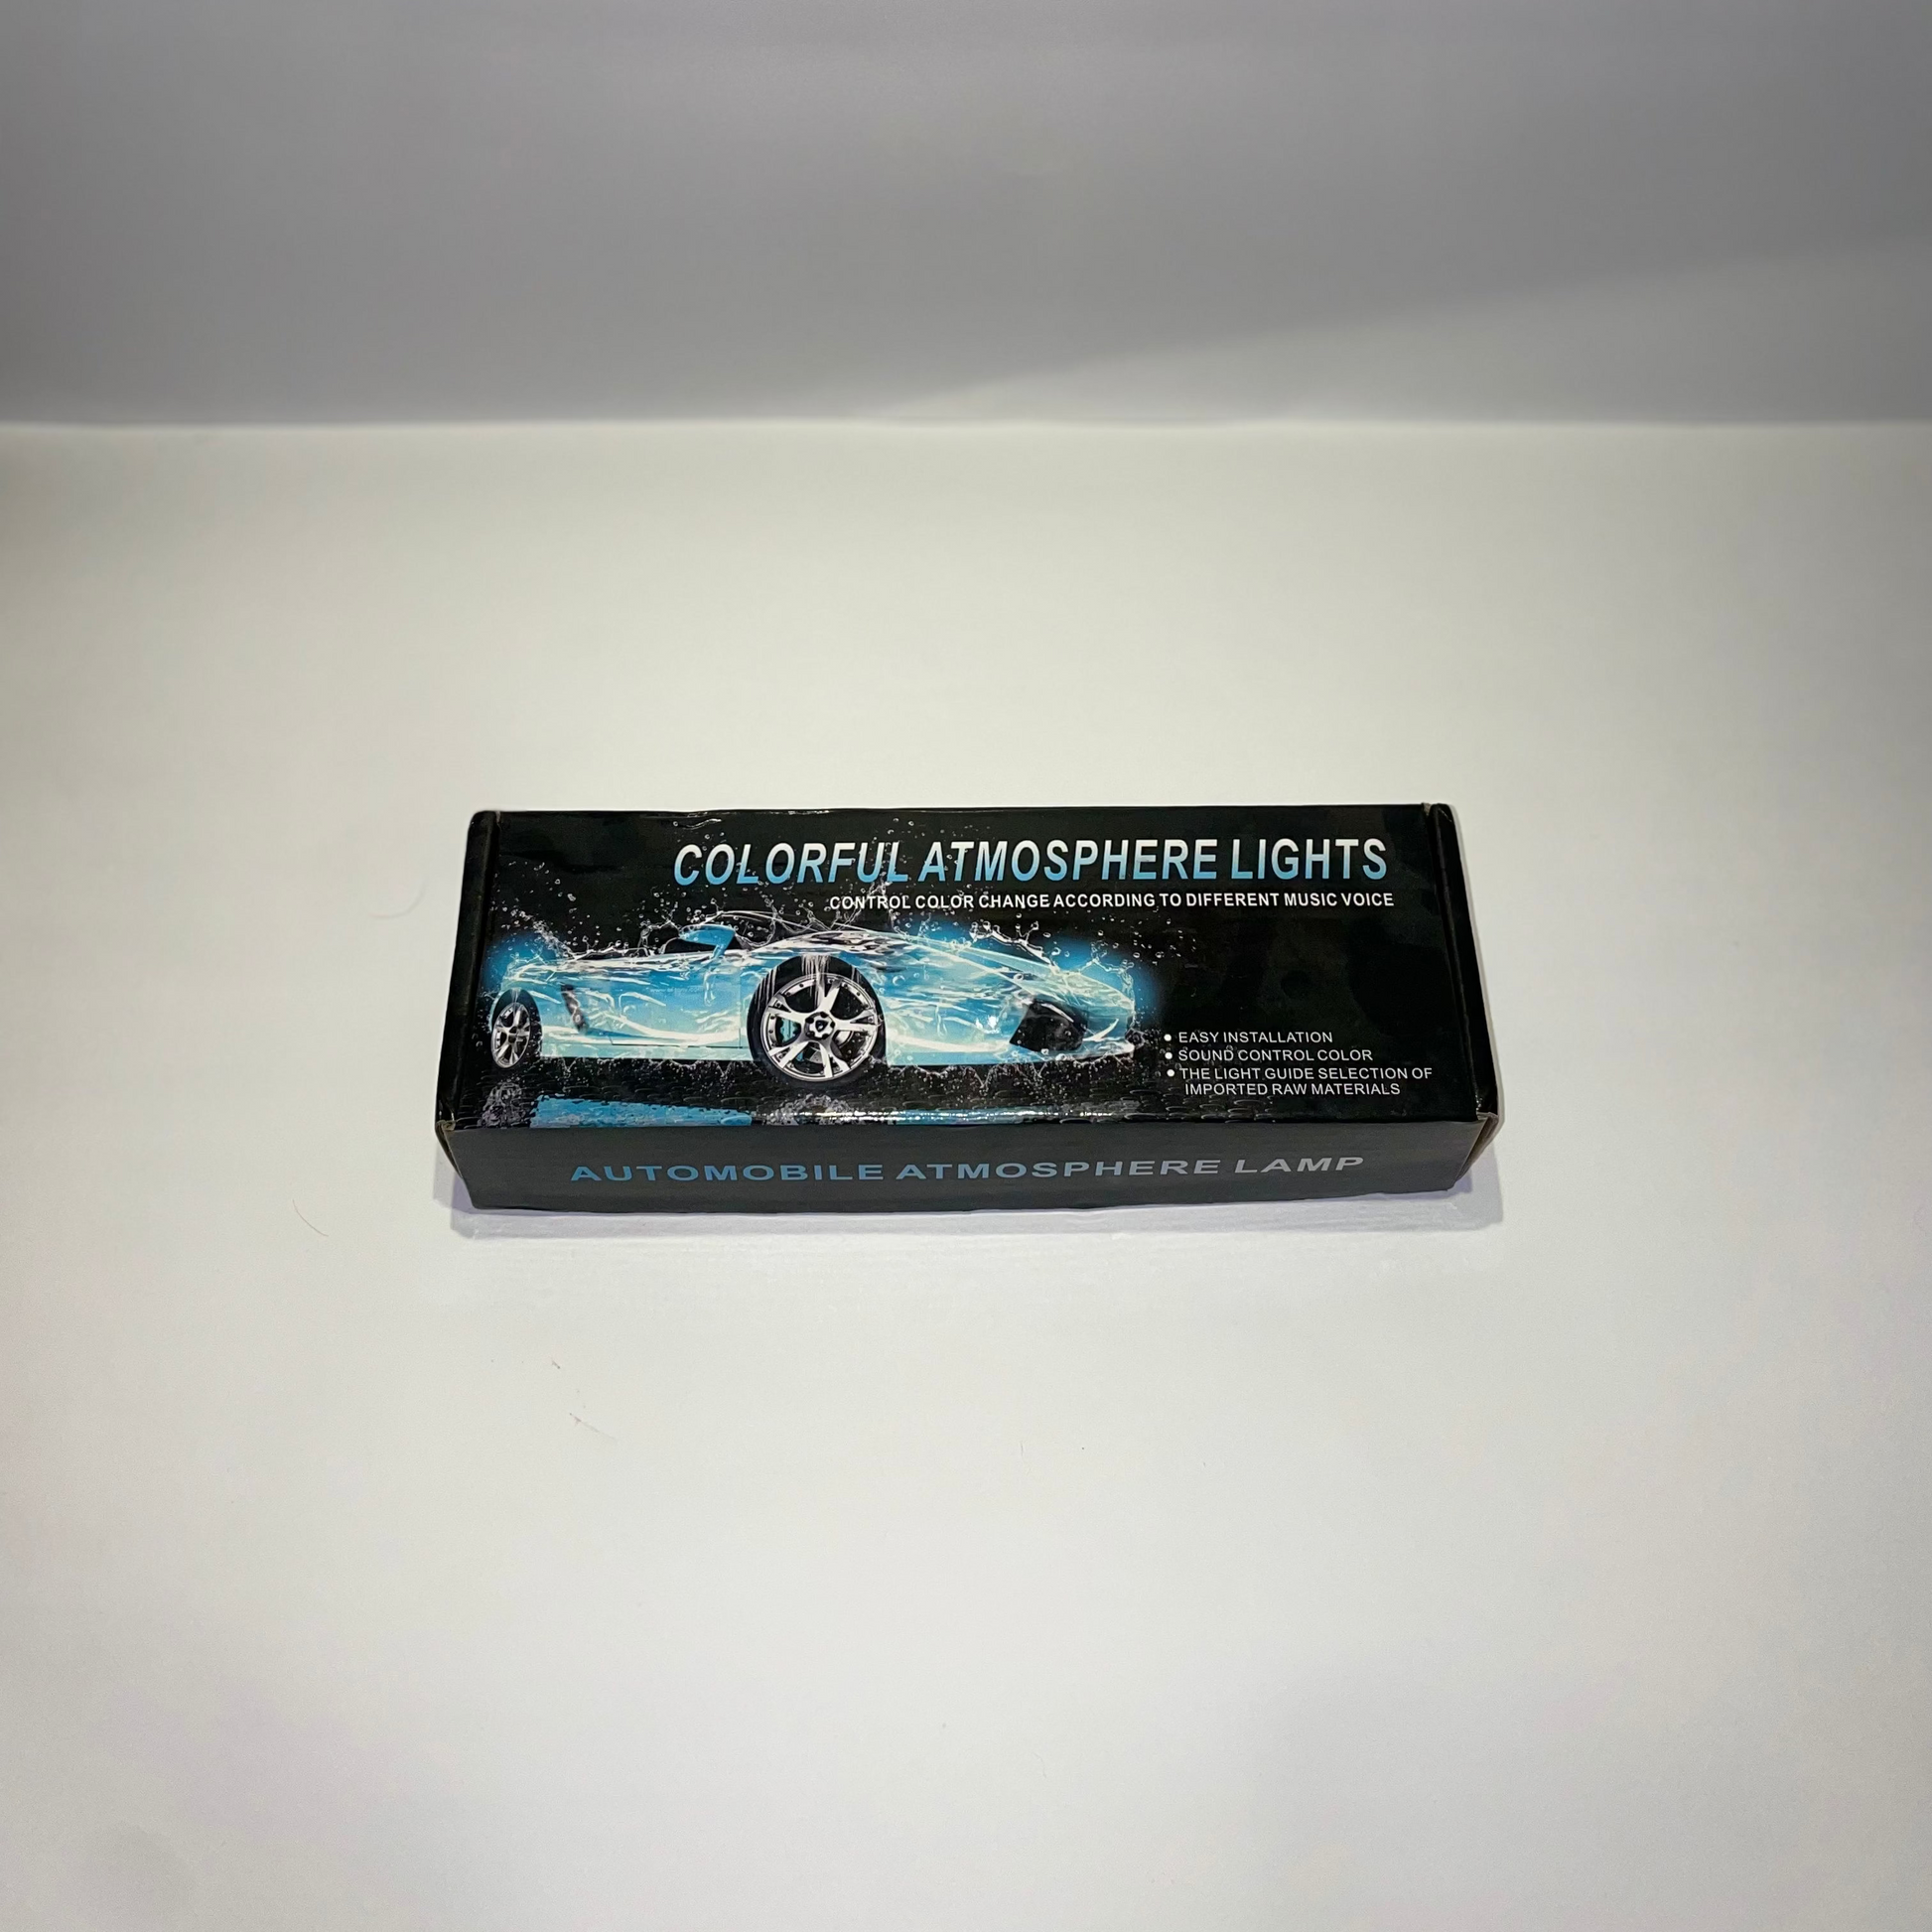 COLORFUL ATMOSPHERE LIGHTS
CONTROL COLOR CHANGE ACCORDING TO DIFFERENT MUSIC VOICE
• EASY INSTALLATION
• SOUND CONTROL COLOR
• THE LIGHT GUIDE SELECTION OF
IMPORTED RAW MATERIALS
AUTOMOBILE ATMOSPHERE LAMP